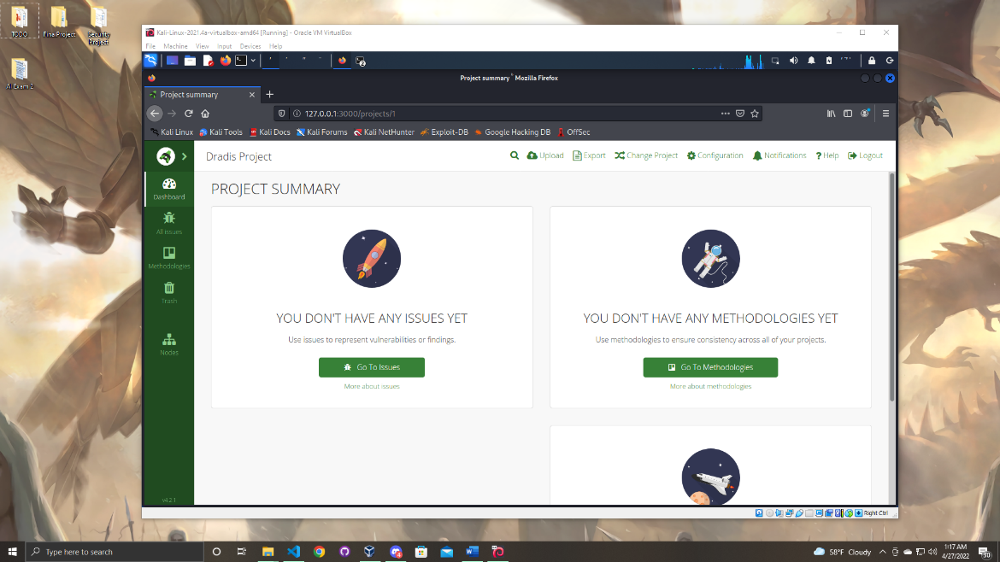 TODO
Fina Project
Security
Project
AI Exam 2
Kali-Linux-2021.4a-virtualbox-amd64 [Running] - Oracle VM VirtualBox
File Machine View Input Devices Help
2
Project summary - Mozilla Firefox
Project summary
127.0.0.1:3000/projects/1
Kali Linux Kali Tools Kali Docs Kali Forums Kali NetHunter Exploit-DB Google Hacking DB OffSec
Dradis Project
Upload Export Change Project Configuration Notifications Help Logout
Dashboard
All issues
Methodologies
Trash
Nodes
v4.2.1
PROJECT SUMMARY
YOU DON'T HAVE ANY ISSUES YET
Use issues to represent vulnerabilities or findings.
Go To Issues
More about issues
YOU DON'T HAVE ANY METHODOLOGIES YET
Use methodologies to ensure consistency across all of your projects.
Go To Methodologies
More about methodologies
Right Ctrl
Type here to search
4
58°F Cloudy
1:17 AM
4/27/2022
30